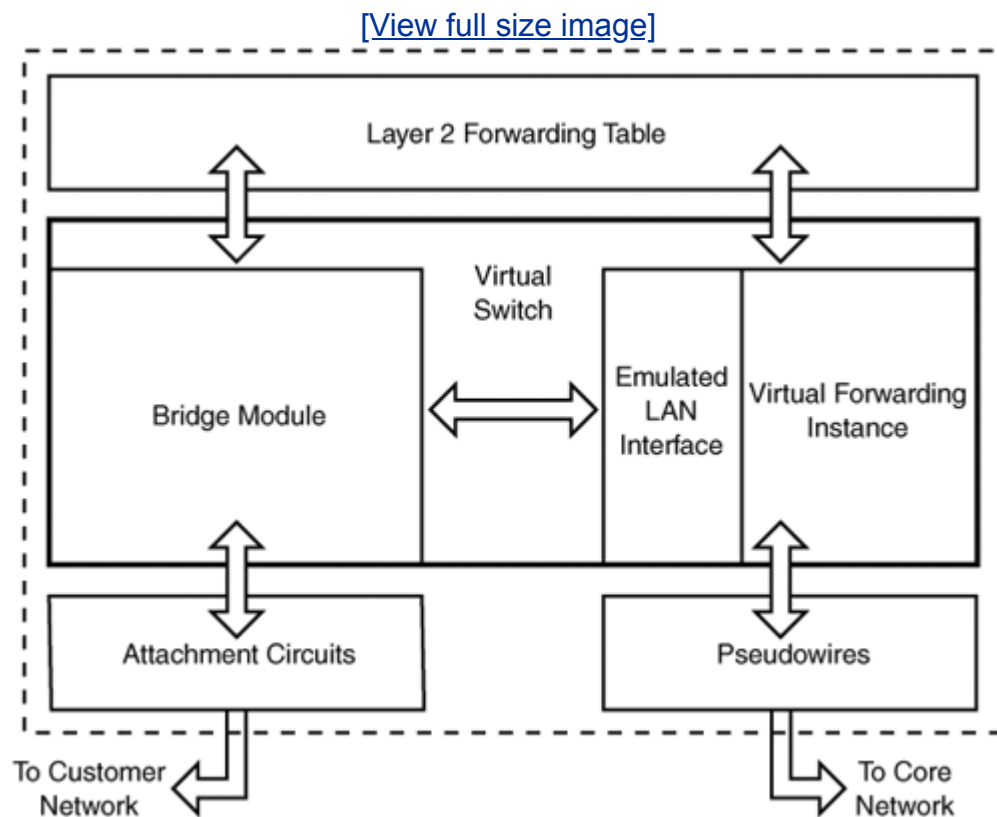 [View full size image]
Layer 2 Forwarding Table
Virtual
Switch
Bridge Module
Emulated
LAN
Interface
Virtual Forwarding
Instance
Attachment Circuits
Pseudowires
To Customer
Network
To Core
Network